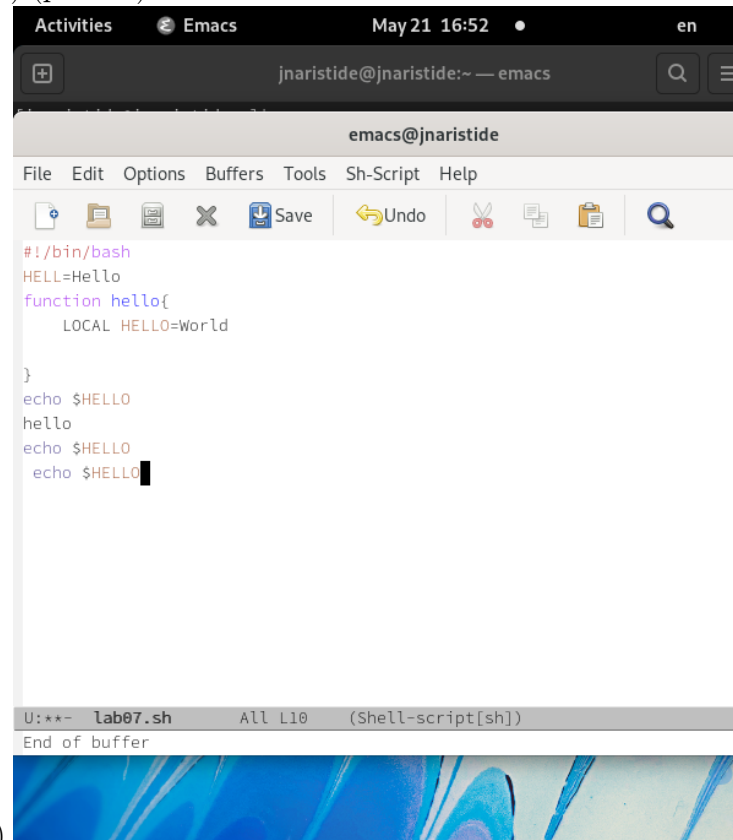 Activities Emacs May 21 16:52 en
jnaristide@jnaristide:~ — emacs
emacs@jnaristide
File Edit Options Buffers Tools Sh-Script Help
Save Undo
#!/bin/bash
HELL=Hello
function hello{
    LOCAL HELLO=World
}
echo $HELLO
hello
echo $HELLO
 echo $HELLO
U:**- lab07.sh All L10 (Shell-script[sh])
End of buffer